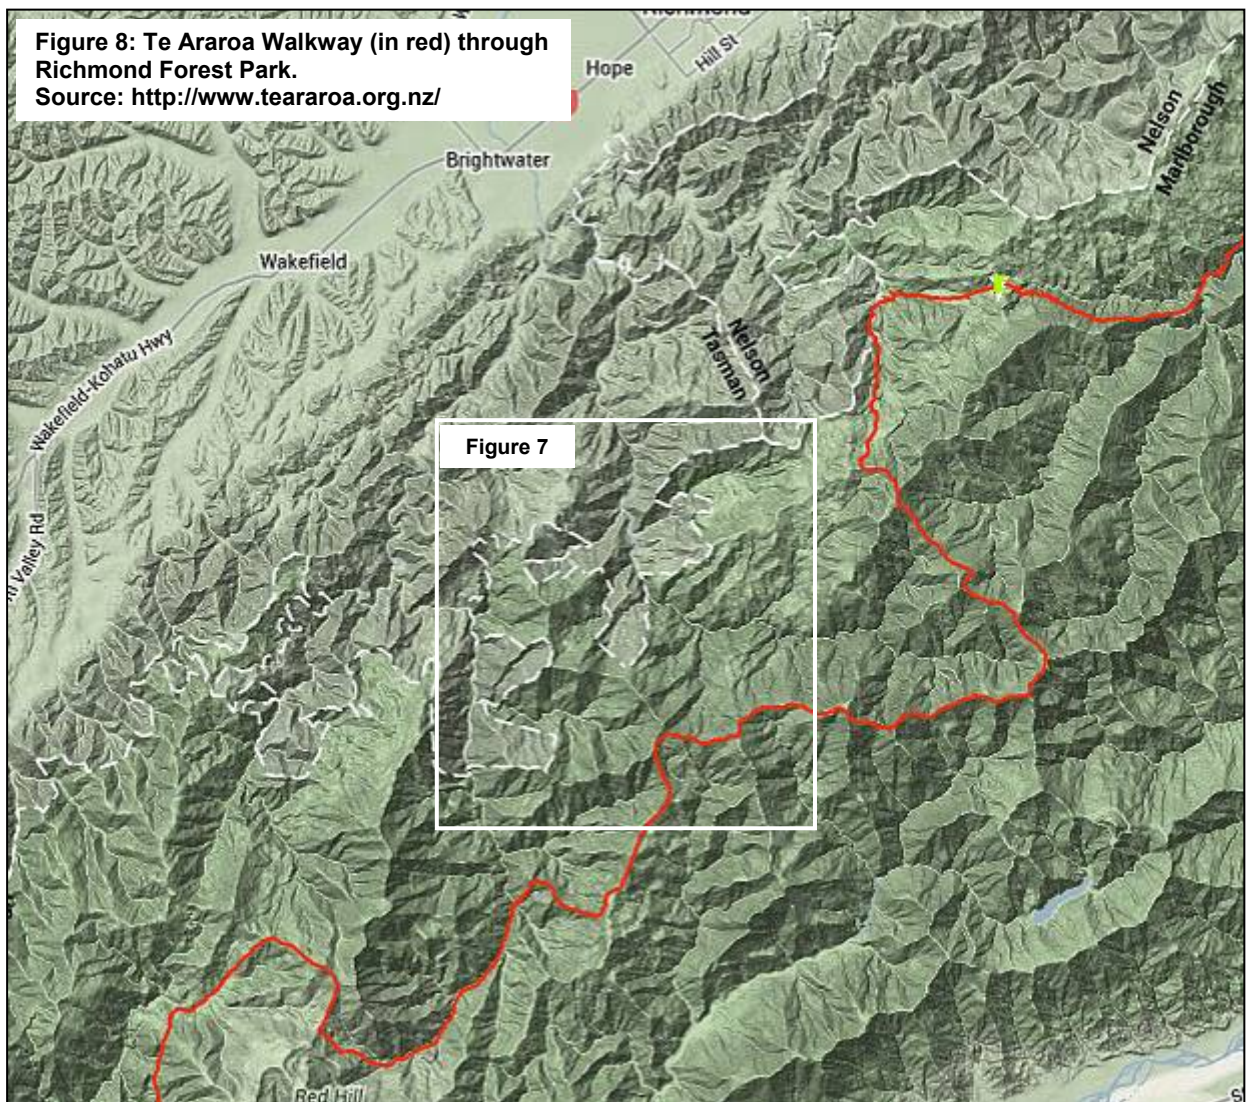 Figure 8: Te Araroa Walkway (in red) through
Richmond Forest Park.
Source: http://www.teararoa.org.nz/
Richmond
Hope
Hill St
Brightwater
Nelson
Marlborough
Wakefield
Wakefield-Kohatu Hwy
Nelson
Tasman
Figure 7
Valley Rd
Red Hill